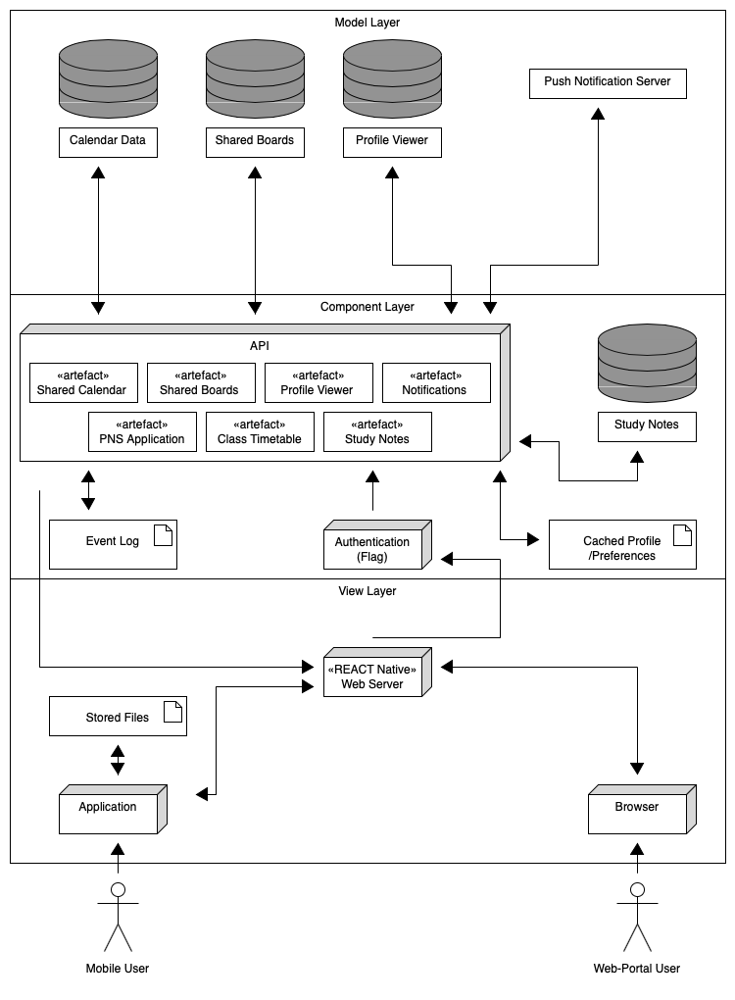 Model Layer
Calendar Data
Shared Boards
Profile Viewer
Push Notification Server
Component Layer
API
«artefact»
Shared Calendar
«artefact»
Shared Boards
«artefact»
Profile Viewer
«artefact»
Notifications
«artefact»
PNS Application
«artefact»
Class Timetable
«artefact»
Study Notes
Study Notes
Event Log
Authentication
(Flag)
Cached Profile
/Preferences
View Layer
«REACT Native»
Web Server
Stored Files
Application
Browser
Mobile User
Web-Portal User